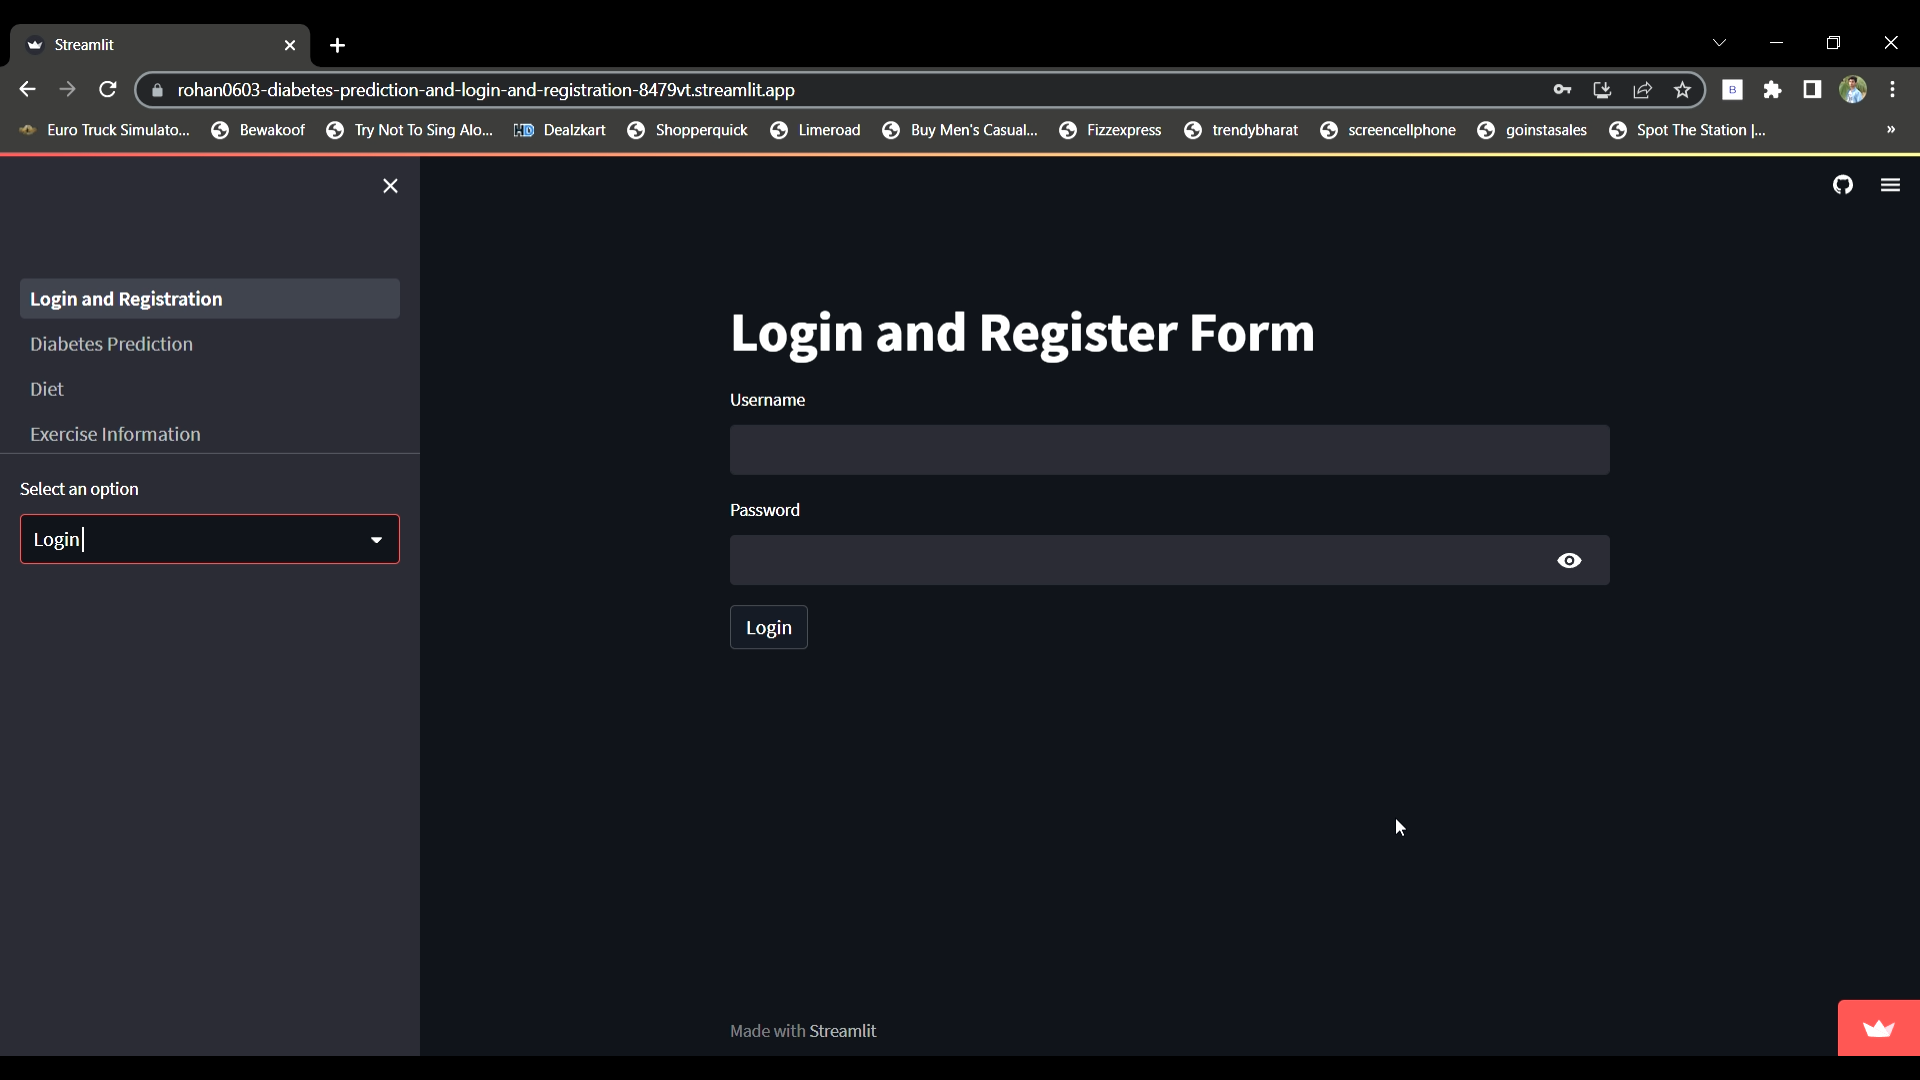 Streamlit
rohan0603-diabetes-prediction-and-login-and-registration-8479vt.streamlit.app
B
Euro Truck Simulato... Bewakoof Try Not To Sing Alo... HD Dealzkart Shopperquick Limeroad Buy Men's Casual... Fizzexpress trendybharat screencellphone goinstasales Spot The Station |... »
Login and Registration
Diabetes Prediction
Diet
Exercise Information
Select an option
Login
Login and Register Form
Username
Password
Login
Made with Streamlit